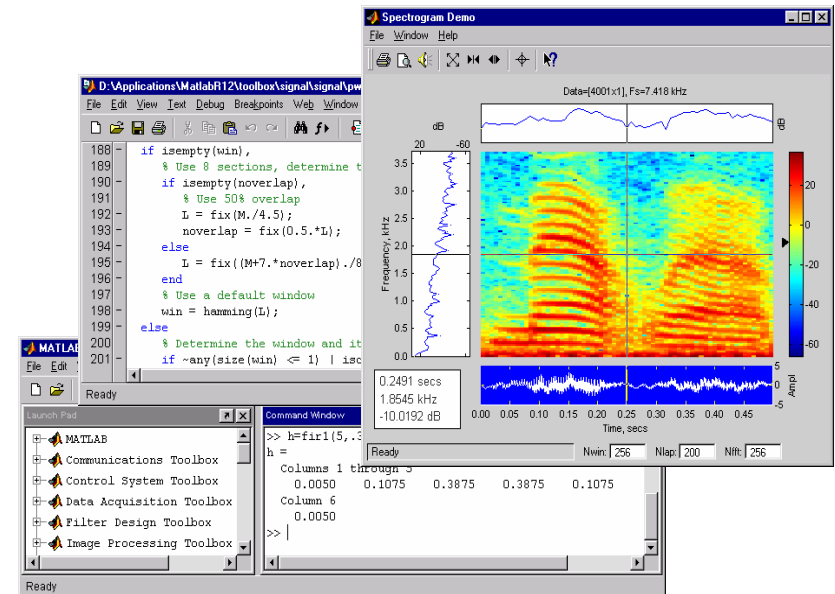 Spectrogram Demo
File Window Help
Data=[4001x1], Fs=7.418 kHz
dB
dB
20 -60
3.5
3.0
2.5
2.0
1.5
1.0
0.5
0.0
Frequency, kHz
20
0
-20
-40
-60
5
0
-5
Ampl
0.00 0.05 0.10 0.15 0.20 0.25 0.30 0.35 0.40 0.45
Time, secs
0.2491 secs
1.8545 kHz
-10.0192 dB
Ready
Nwin: 256 Nlap: 200 Nfft: 256
D:\Applications\MatlabR12\toolbox\signal\signal\pw
File Edit View Text Debug Breakpoints Web Window
188 - if isempty(win),
189 % Use 8 sections, determine t
190 - if isempty(noverlap),
191 % Use 50% overlap
192 - L = fix(M./4.5);
193 - noverlap = fix(0.5.*L);
194 - else
195 - L = fix((M+7.*noverlap)./8
196 - end
197 % Use a default window
198 - win = hamming(L);
199 - else
200 % Determine the window and it
201 - if ~any(size(win) <= 1) | isc
Ready
MATLAB
File Edit
Launch Pad
MATLAB
Communications Toolbox
Control System Toolbox
Data Acquisition Toolbox
Filter Design Toolbox
Image Processing Toolbox
Command Window
>> h=fir1(5,.3
h =
Columns 1 through 5
0.0050 0.1075 0.3875 0.3875 0.1075
Column 6
0.0050
>>
Ready